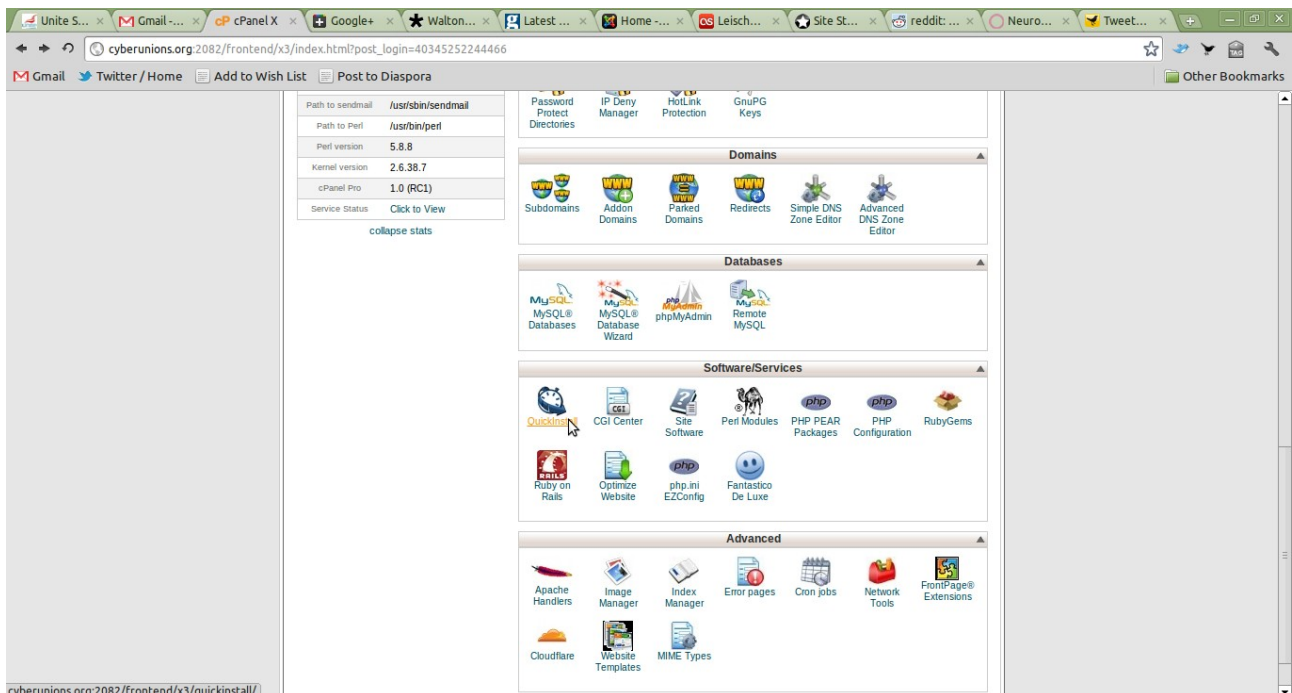 Unite S... Gmail -... cPanel X Google+ Walton... Latest ... Home -... Leisch... Site St... reddit: ... Neuro... Tweet...
cyberunions.org:2082/frontend/x3/index.html?post_login=40345252244466
Gmail Twitter / Home Add to Wish List Post to Diaspora Other Bookmarks
Path to sendmail /usr/sbin/sendmail
Path to Perl /usr/bin/perl
Perl version 5.8.8
Kernel version 2.6.38.7
cPanel Pro 1.0 (RC1)
Service Status Click to View
collapse stats
Password Protect Directories
IP Deny Manager
HotLink Protection
GnuPG Keys
Domains
Subdomains
Addon Domains
Parked Domains
Redirects
Simple DNS Zone Editor
Advanced DNS Zone Editor
Databases
MySQL® Databases
MySQL® Database Wizard
phpMyAdmin
Remote MySQL
Software/Services
QuickInstall
CGI Center
Site Software
Perl Modules
PHP PEAR Packages
PHP Configuration
RubyGems
Ruby on Rails
Optimize Website
php.ini EZConfig
Fantastico De Luxe
Advanced
Apache Handlers
Image Manager
Index Manager
Error pages
Cron jobs
Network Tools
FrontPage® Extensions
Cloudflare
Website Templates
MIME Types
cyberunions.org:2082/frontend/x3/quickinstall/